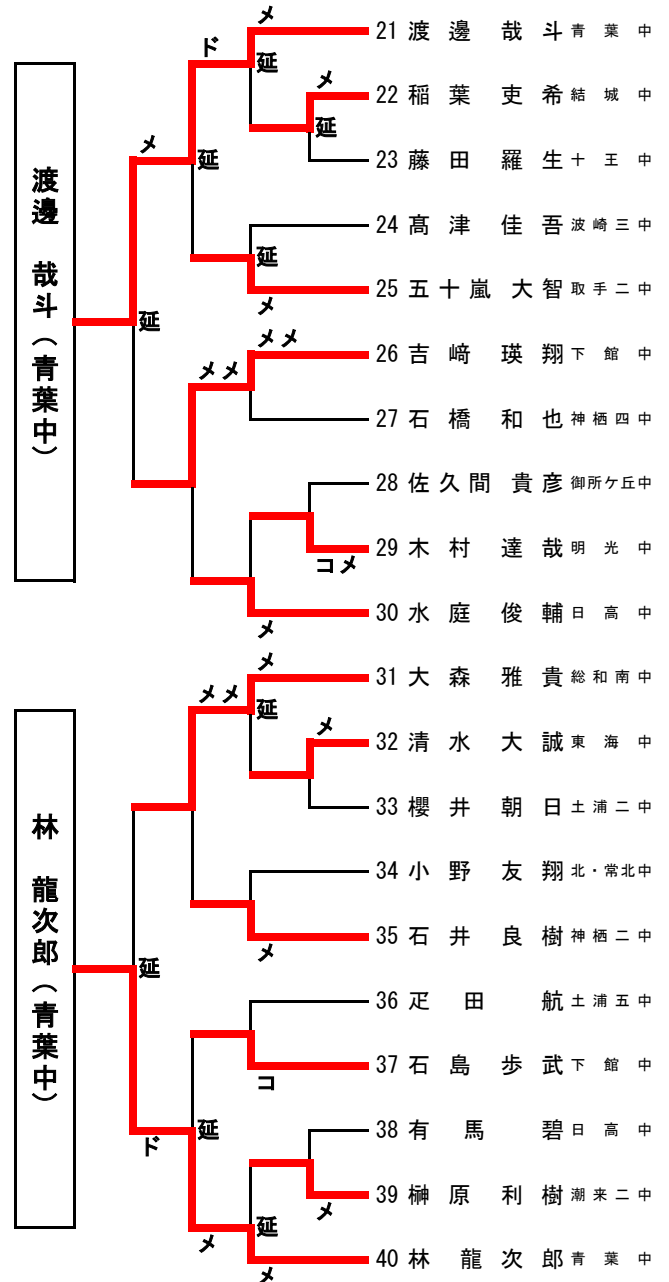 メ
21 渡邊哉斗 青葉中
ド
延
メ
22 稲葉吏希 結城中
延
メ
延
23 藤田羅生 十王中
24 髙津佳吾 波崎三中
延
25 五十嵐大智 取手二中
メ
渡邊 哉斗（青葉中）
延
メメ
メメ
26 吉﨑瑛翔 下館中
27 石橋和也 神栖四中
28 佐久間貴彦 御所ケ丘中
29 木村達哉 明光中
コメ
30 水庭俊輔 日高中
メ
メ
31 大森雅貴 総和南中
メメ
延
メ
32 清水大誠 東海中
33 櫻井朝日 土浦二中
34 小野友翔 北・常北中
35 石井良樹 神栖二中
メ
林 龍次郎（青葉中）
延
36 疋田航 土浦五中
37 石島歩武 下館中
コ
ド
延
38 有馬碧 日高中
39 榊原利樹 潮来二中
メ
メ
延
40 林龍次郎 青葉中
メ